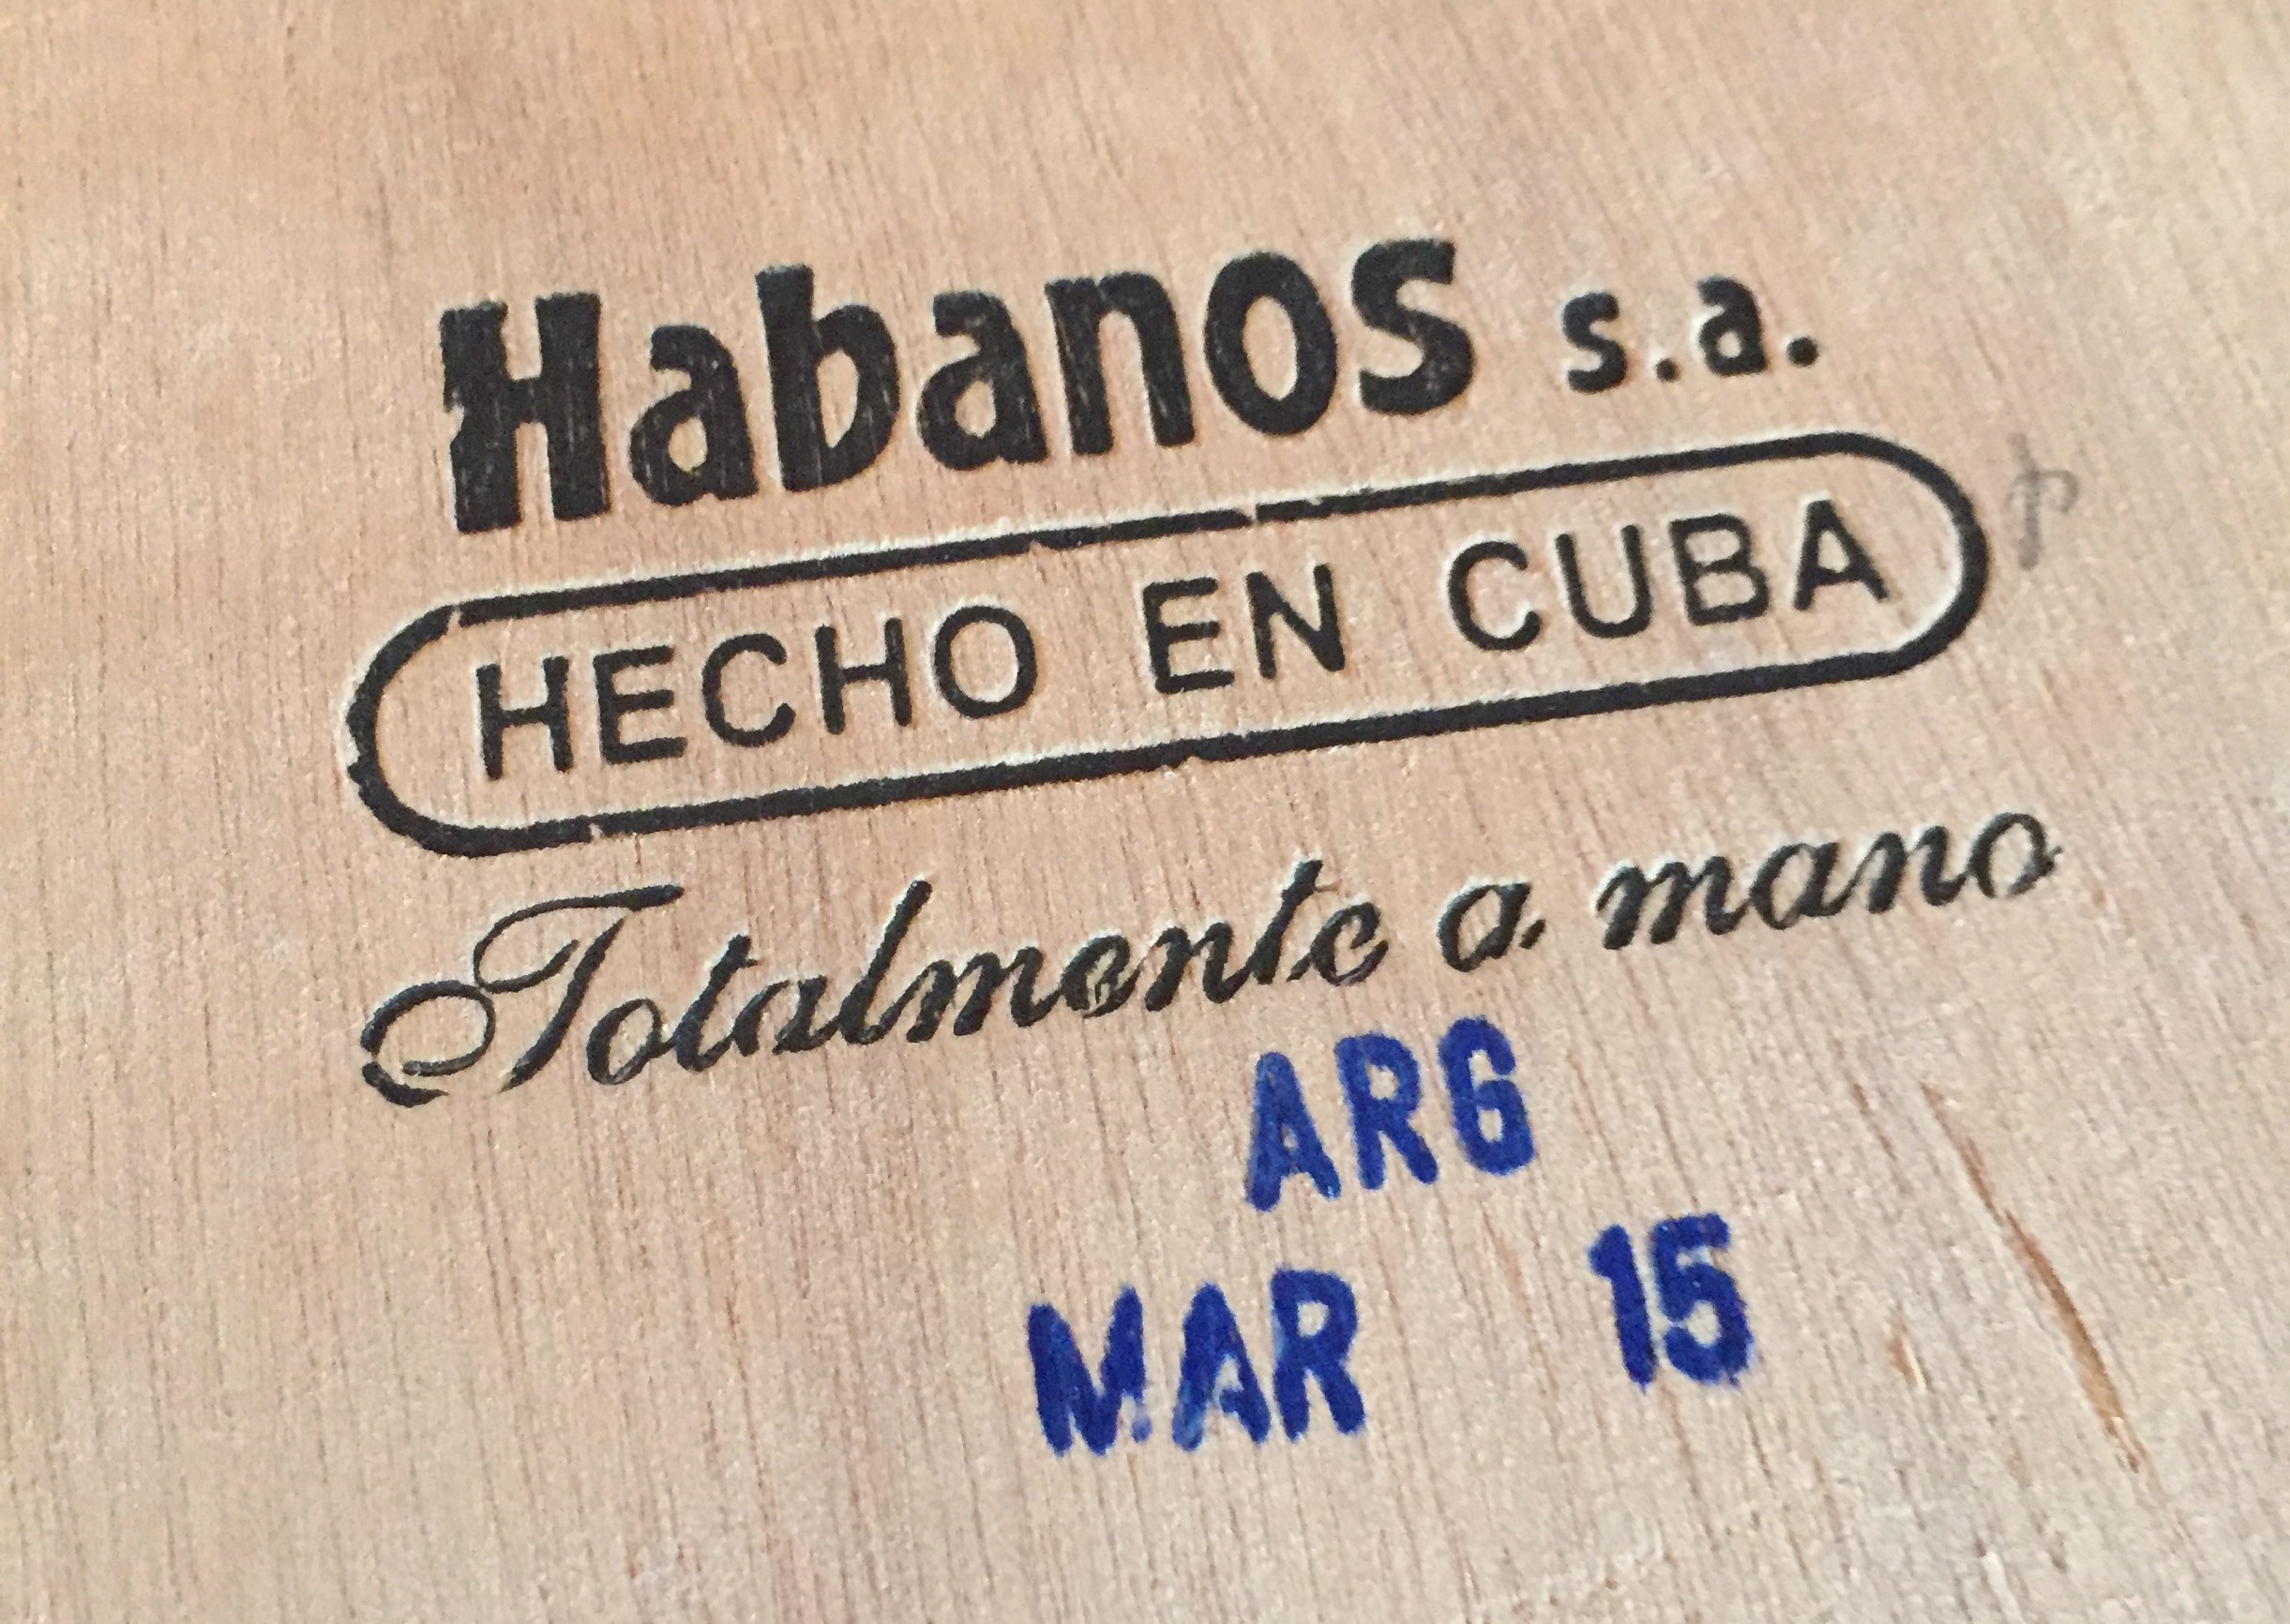 Habanos s.a.
HECHO EN CUBA
Totalmente a mano
ARG
MAR 15